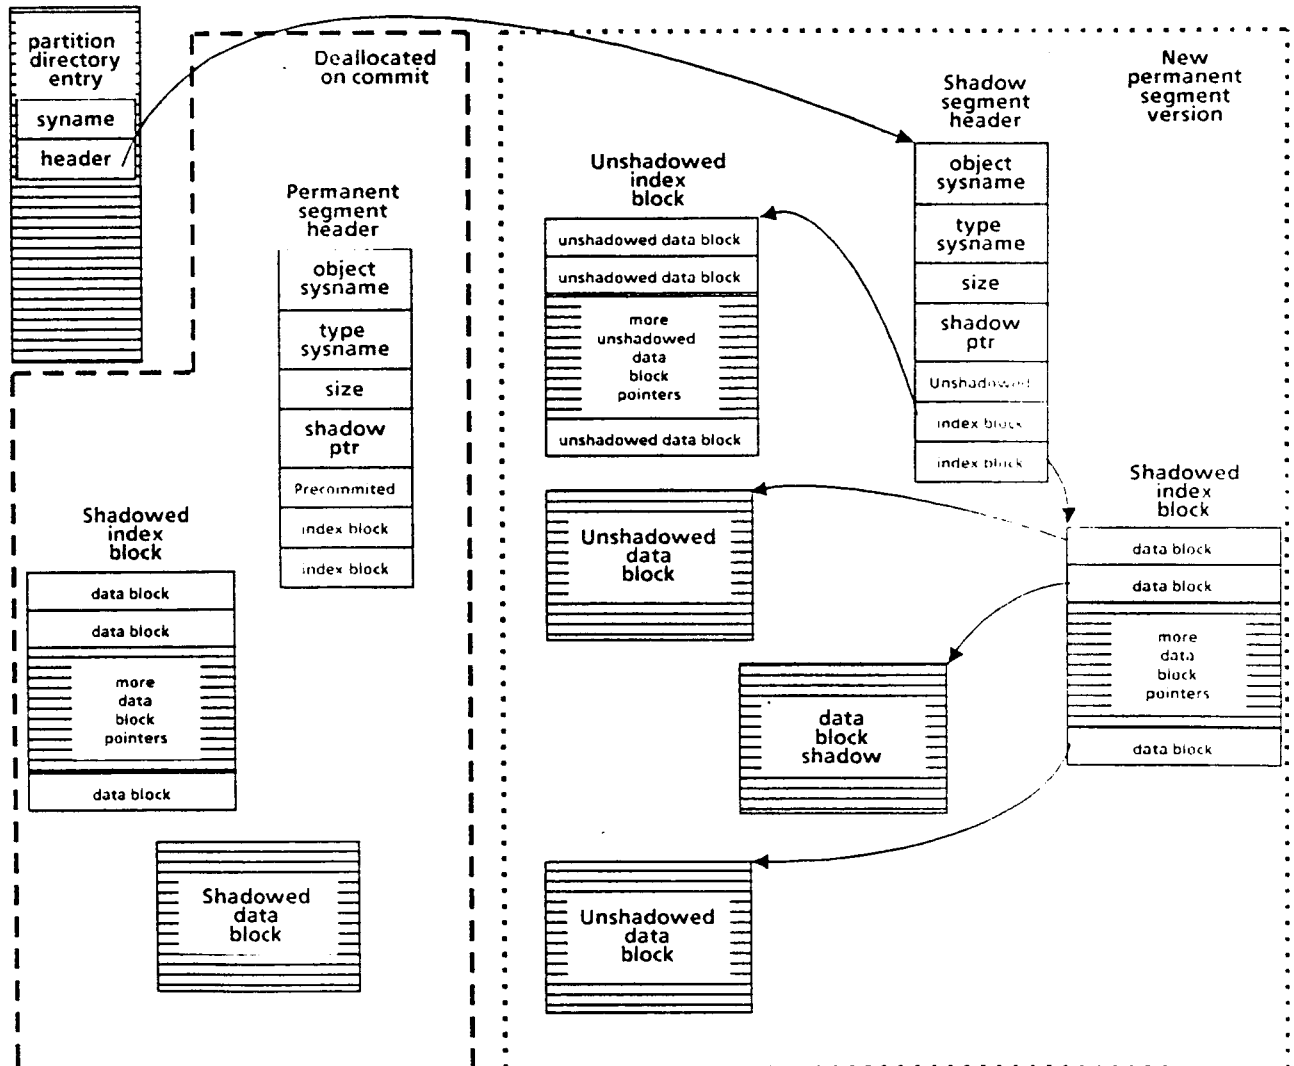 partition
directory
entry
syname
header
Deallocated
on commit
Permanent
segment
header
object
sysname
type
sysname
size
shadow
ptr
Precommited
index block
index block
Shadowed
index
block
data block
data block
more
data
block
pointers
data block
Shadowed
data
block
New
permanent
segment
version
Shadow
segment
header
object
sysname
type
sysname
size
shadow
ptr
Unshadowed
index block
index block
Unshadowed
index
block
unshadowed data block
unshadowed data block
more
unshadowed
data
block
pointers
unshadowed data block
Unshadowed
data
block
Shadowed
index
block
data block
data block
more
data
block
pointers
data block
data
block
shadow
Unshadowed
data
block